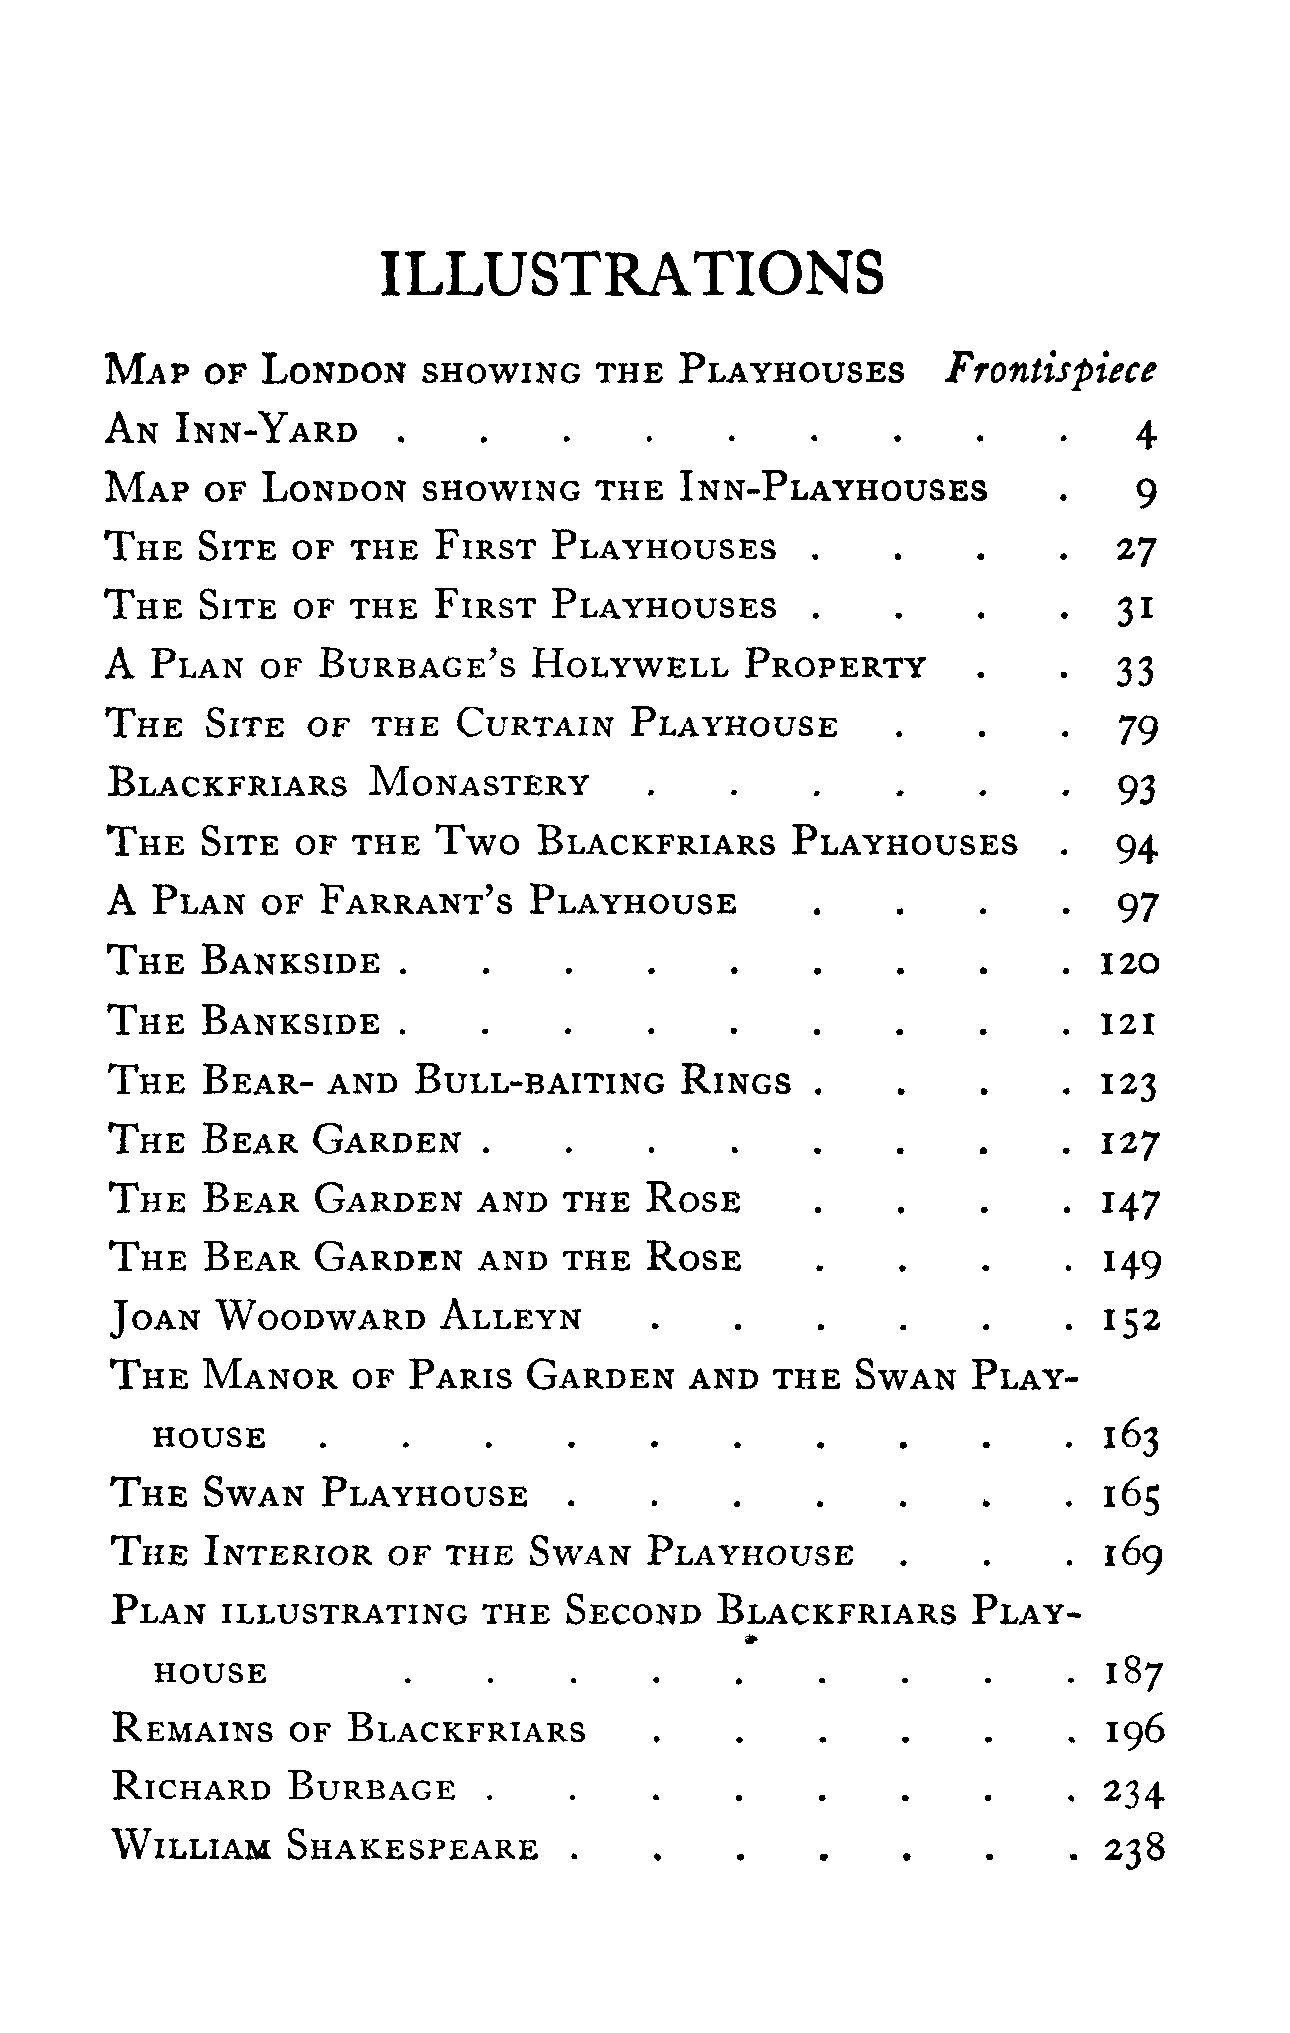 ILLUSTRATIONS
Map of London showing the Playhouses Frontispiece
An Inn-Yard . . . . . . . . . 4
Map of London showing the Inn-Playhouses . 9
The Site of the First Playhouses . . . . 27
The Site of the First Playhouses . . . . 31
A Plan of Burbage's Holywell Property . . 33
The Site of the Curtain Playhouse . . . 79
Blackfriars Monastery . . . . . . 93
The Site of the Two Blackfriars Playhouses . 94
A Plan of Farrant's Playhouse . . . . 97
The Bankside . . . . . . . . . 120
The Bankside . . . . . . . . . 121
The Bear- and Bull-baiting Rings . . . . 123
The Bear Garden . . . . . . . . 127
The Bear Garden and the Rose . . . . 147
The Bear Garden and the Rose . . . . 149
Joan Woodward Alleyn . . . . . . 152
The Manor of Paris Garden and the Swan Play-
house . . . . . . . . . . 163
The Swan Playhouse . . . . . . . 165
The Interior of the Swan Playhouse . . . 169
Plan illustrating the Second Blackfriars Play-
house . . . . . . . . . 187
Remains of Blackfriars . . . . . . 196
Richard Burbage . . . . . . . . 234
William Shakespeare . . . . . . . 238